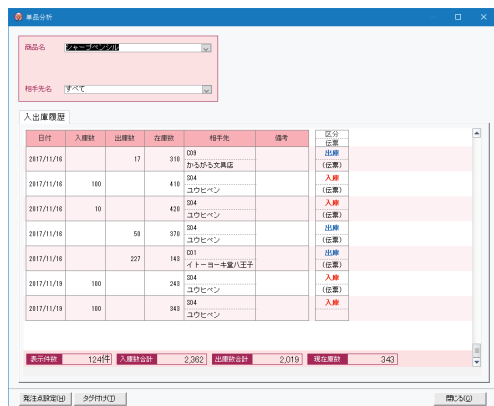 単品分析
商品名 シャープペンシル
相手先名 すべて
入出庫履歴
日付 入庫数 出庫数 在庫数 相手先 備考 区分
伝票
2017/11/16 17 310 C09 出庫
かるがる文具店 (伝票)
2017/11/16 100 410 S04 入庫
ユウヒペン (伝票)
2017/11/16 10 420 S04 入庫
ユウヒペン (伝票)
2017/11/16 50 370 S04 出庫
ユウヒペン (伝票)
2017/11/16 227 143 C01 出庫
イトーヨーキ堂八王子 (伝票)
2017/11/19 100 243 S04 入庫
ユウヒペン (伝票)
2017/11/19 100 343 S04 入庫
ユウヒペン
表示件数 124件 入庫数合計 2,362 出庫数合計 2,019 現在庫数 343
発注点設定(H) タグ付け(T) 閉じる(Q)